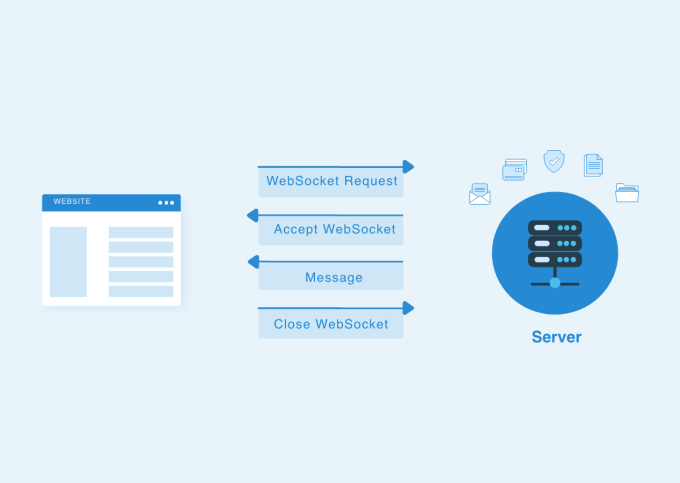 WEBSITE
WebSocket Request
Accept WebSocket
Message
Close WebSocket
Server